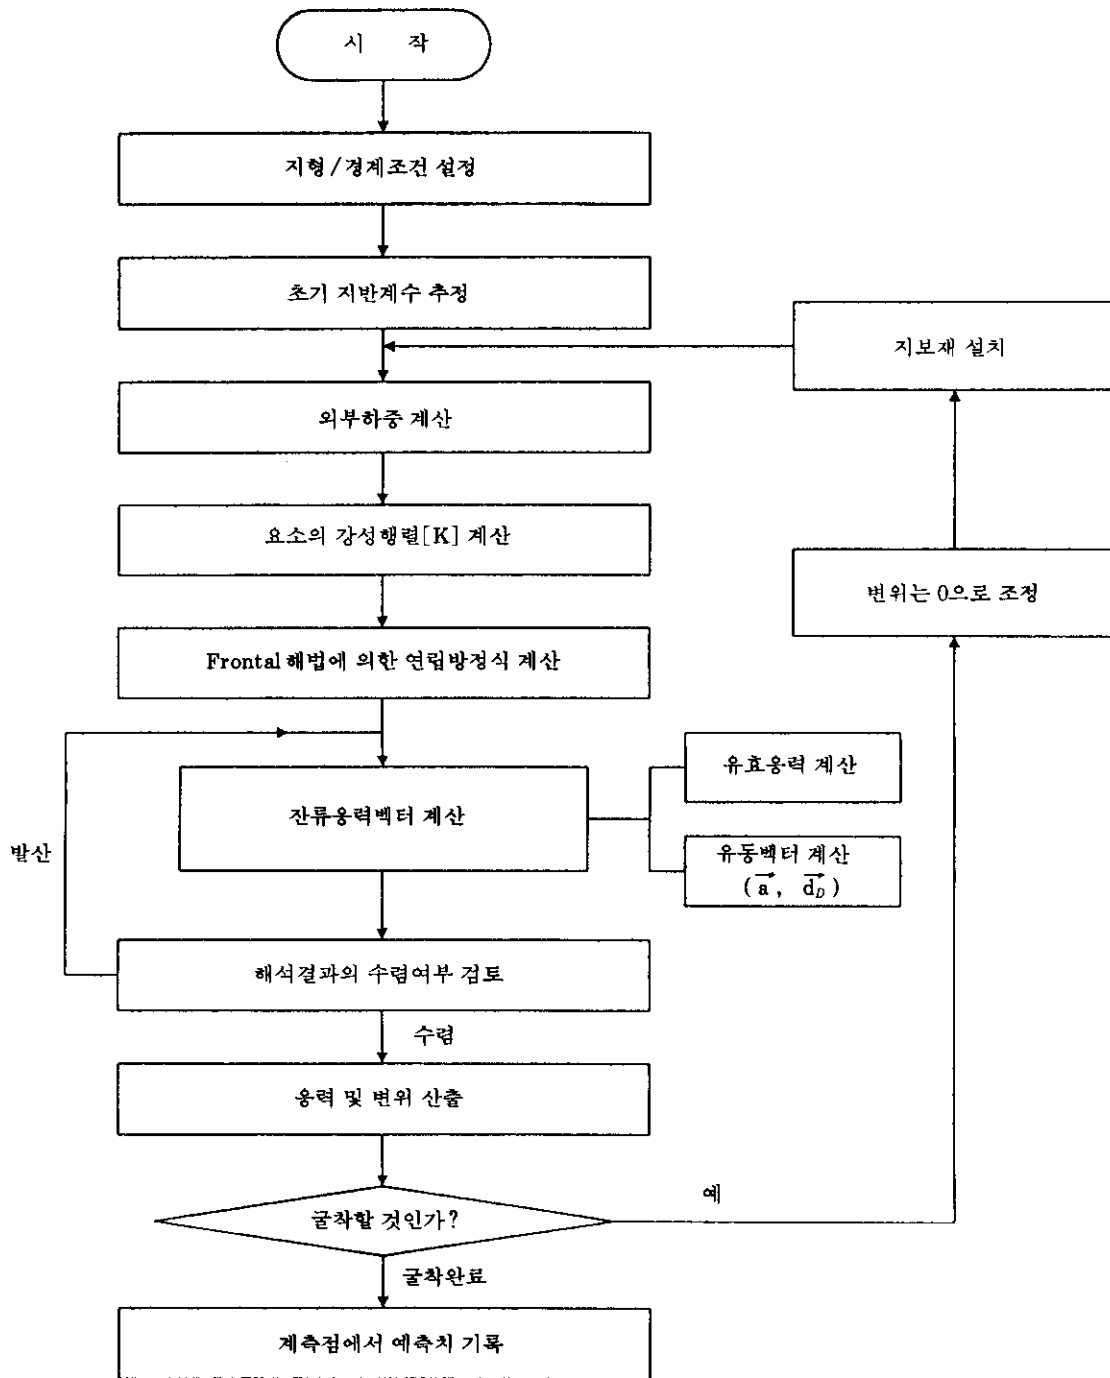 시 작
지형/경계조건 설정
초기 지반계수 추정
지보재 설치
외부하중 계산
요소의 강성행렬[K] 계산
변위는 0으로 조정
Frontal 해법에 의한 연립방정식 계산
유효응력 계산
잔류응력벡터 계산
발산
유동벡터 계산
(a, d_D)
해석결과의 수렴여부 검토
수렴
응력 및 변위 산출
예
굴착할 것인가?
굴착완료
계측점에서 예측치 기록